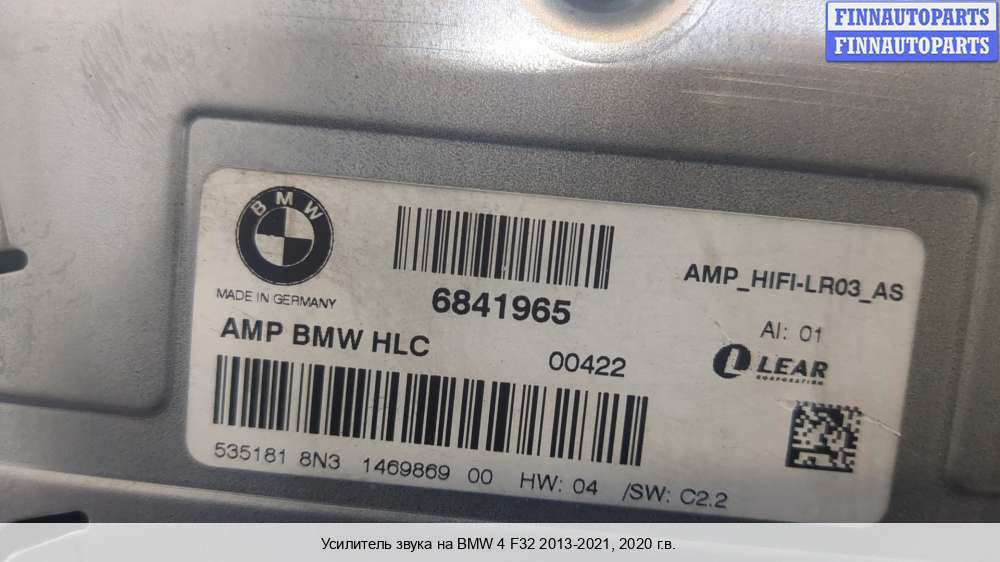 FINNAUTOPARTS
FINNAUTOPARTS
BMW
MADE IN GERMANY
6841965
AMP_HIFI-LR03_AS
AI: 01
AMP BMW HLC
00422
LEAR
CORPORATION
535181 8N3 1469869 00 HW: 04 /SW: C2.2
Усилитель звука на BMW 4 F32 2013-2021, 2020 г.в.